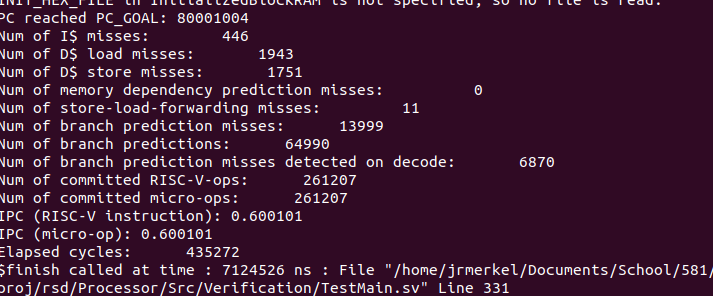 INIT_HEX_FILE in InitializedBlockRAM is not specified, so no file is read.
PC reached PC_GOAL: 80001004
Num of I$ misses:         446
Num of D$ load misses:        1943
Num of D$ store misses:        1751
Num of memory dependency prediction misses:           0
Num of store-load-forwarding misses:          11
Num of branch prediction misses:       13999
Num of branch predictions:       64990
Num of branch prediction misses detected on decode:        6870
Num of committed RISC-V-ops:       261207
Num of committed micro-ops:       261207
IPC (RISC-V instruction): 0.600101
IPC (micro-op): 0.600101
Elapsed cycles:       435272
$finish called at time : 7124526 ns : File "/home/jrmerkel/Documents/School/581/
proj/rsd/Processor/Src/Verification/TestMain.sv" Line 331